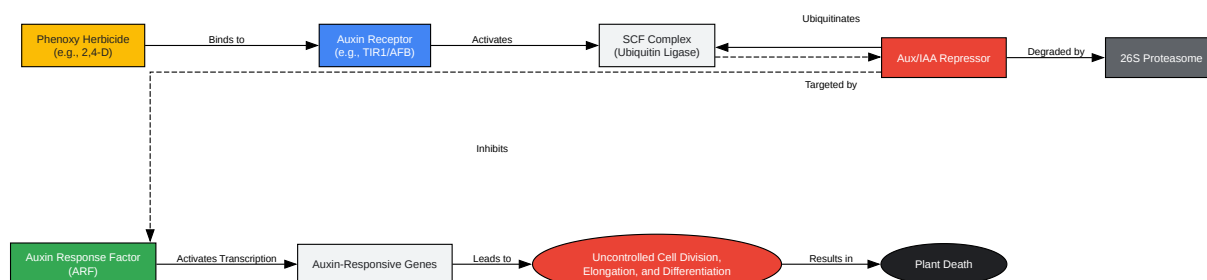 Ubiquitinates
Phenoxy Herbicide
(e.g., 2,4-D)
Binds to
Auxin Receptor
(e.g., TIR1/AFB)
Activates
SCF Complex
(Ubiquitin Ligase)
Aux/IAA Repressor
Degraded by
26S Proteasome
Targeted by
Inhibits
Auxin Response Factor
(ARF)
Activates Transcription
Auxin-Responsive Genes
Leads to
Uncontrolled Cell Division,
Elongation, and Differentiation
Results in
Plant Death